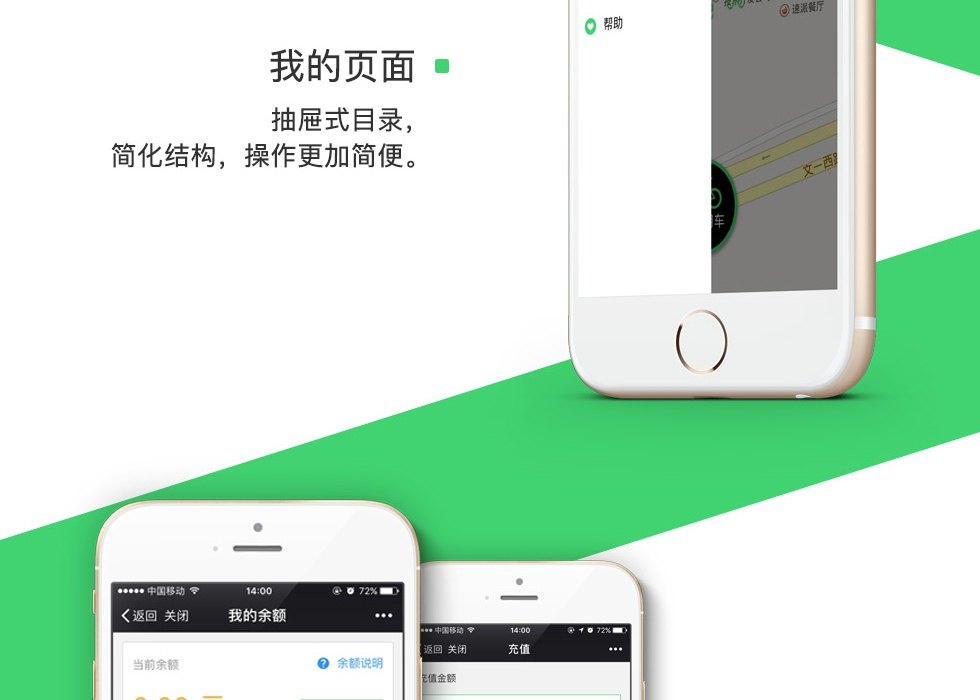 帮助
速派餐厅
我的页面
抽屉式目录，
简化结构，操作更加简便。
←
文一西路
车
中国移动 14:00 72%
返回 关闭 我的余额
当前余额 余额说明
中国移动 14:00 72%
返回 关闭 充值
充值金额